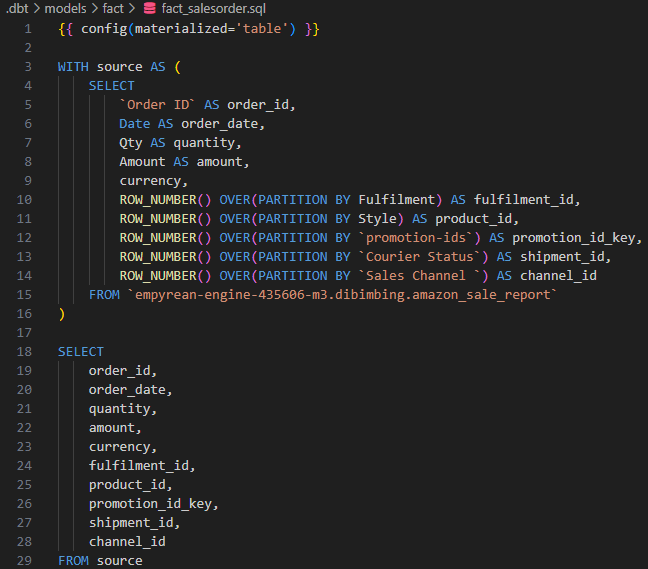 .dbt > models > fact > fact_salesorder.sql
1 {{ config(materialized='table') }}
2
3 WITH source AS (
4     SELECT
5         `Order ID` AS order_id,
6         Date AS order_date,
7         Qty AS quantity,
8         Amount AS amount,
9         currency,
10         ROW_NUMBER() OVER(PARTITION BY Fulfilment) AS fulfilment_id,
11         ROW_NUMBER() OVER(PARTITION BY Style) AS product_id,
12         ROW_NUMBER() OVER(PARTITION BY `promotion-ids`) AS promotion_id_key,
13         ROW_NUMBER() OVER(PARTITION BY `Courier Status`) AS shipment_id,
14         ROW_NUMBER() OVER(PARTITION BY `Sales Channel `) AS channel_id
15     FROM `empyrean-engine-435606-m3.dibimbing.amazon_sale_report`
16 )
17
18 SELECT
19     order_id,
20     order_date,
21     quantity,
22     amount,
23     currency,
24     fulfilment_id,
25     product_id,
26     promotion_id_key,
27     shipment_id,
28     channel_id
29 FROM source